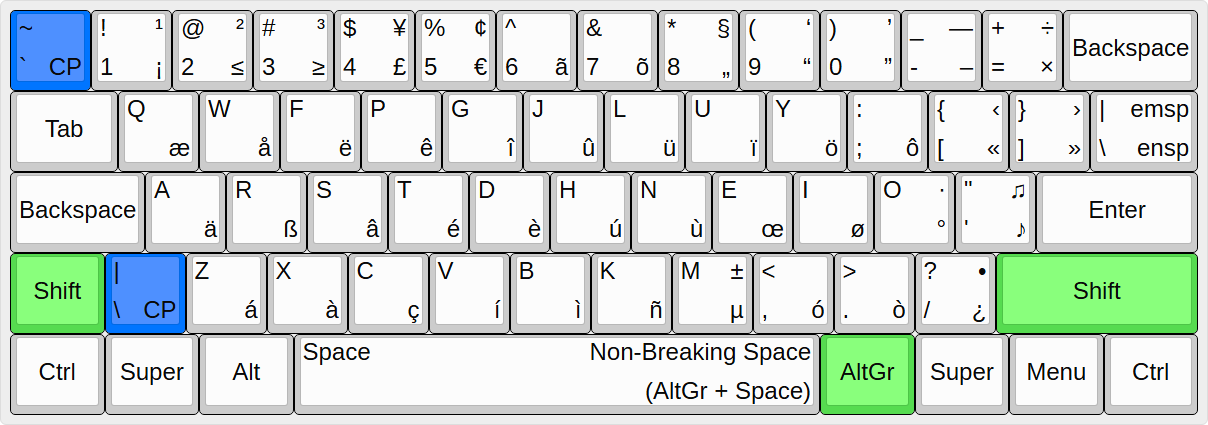 ~ ! ¹ @ ² # ³ $ ¥ % ¢ ^ & * § ( ‘ ) ’ _ — + ÷ Backspace
` CP 1 ¡ 2 ≤ 3 ≥ 4 £ 5 € 6 ã 7 õ 8 „ 9 “ 0 ” - – = ×
Tab Q W F P G J L U Y : { ‹ } › | emsp
æ å ë ê î û ü ï ö ; ô [ « ] » \ ensp
Backspace A R S T D H N E I O · " ♫ Enter
ä ß â é è ú ù œ ø ° ' ♪
Shift | Z X C V B K M ± < > ? • Shift
\ CP á à ç í ì ñ µ , ó . ò / ¿
Ctrl Super Alt Space Non-Breaking Space AltGr Super Menu Ctrl
(AltGr + Space)